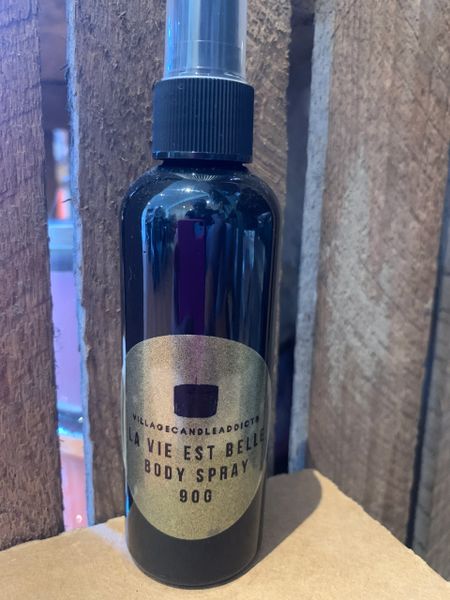 VILLAGECANDLEADDICTS
LA VIE EST BELLE
BODY SPRAY
90G